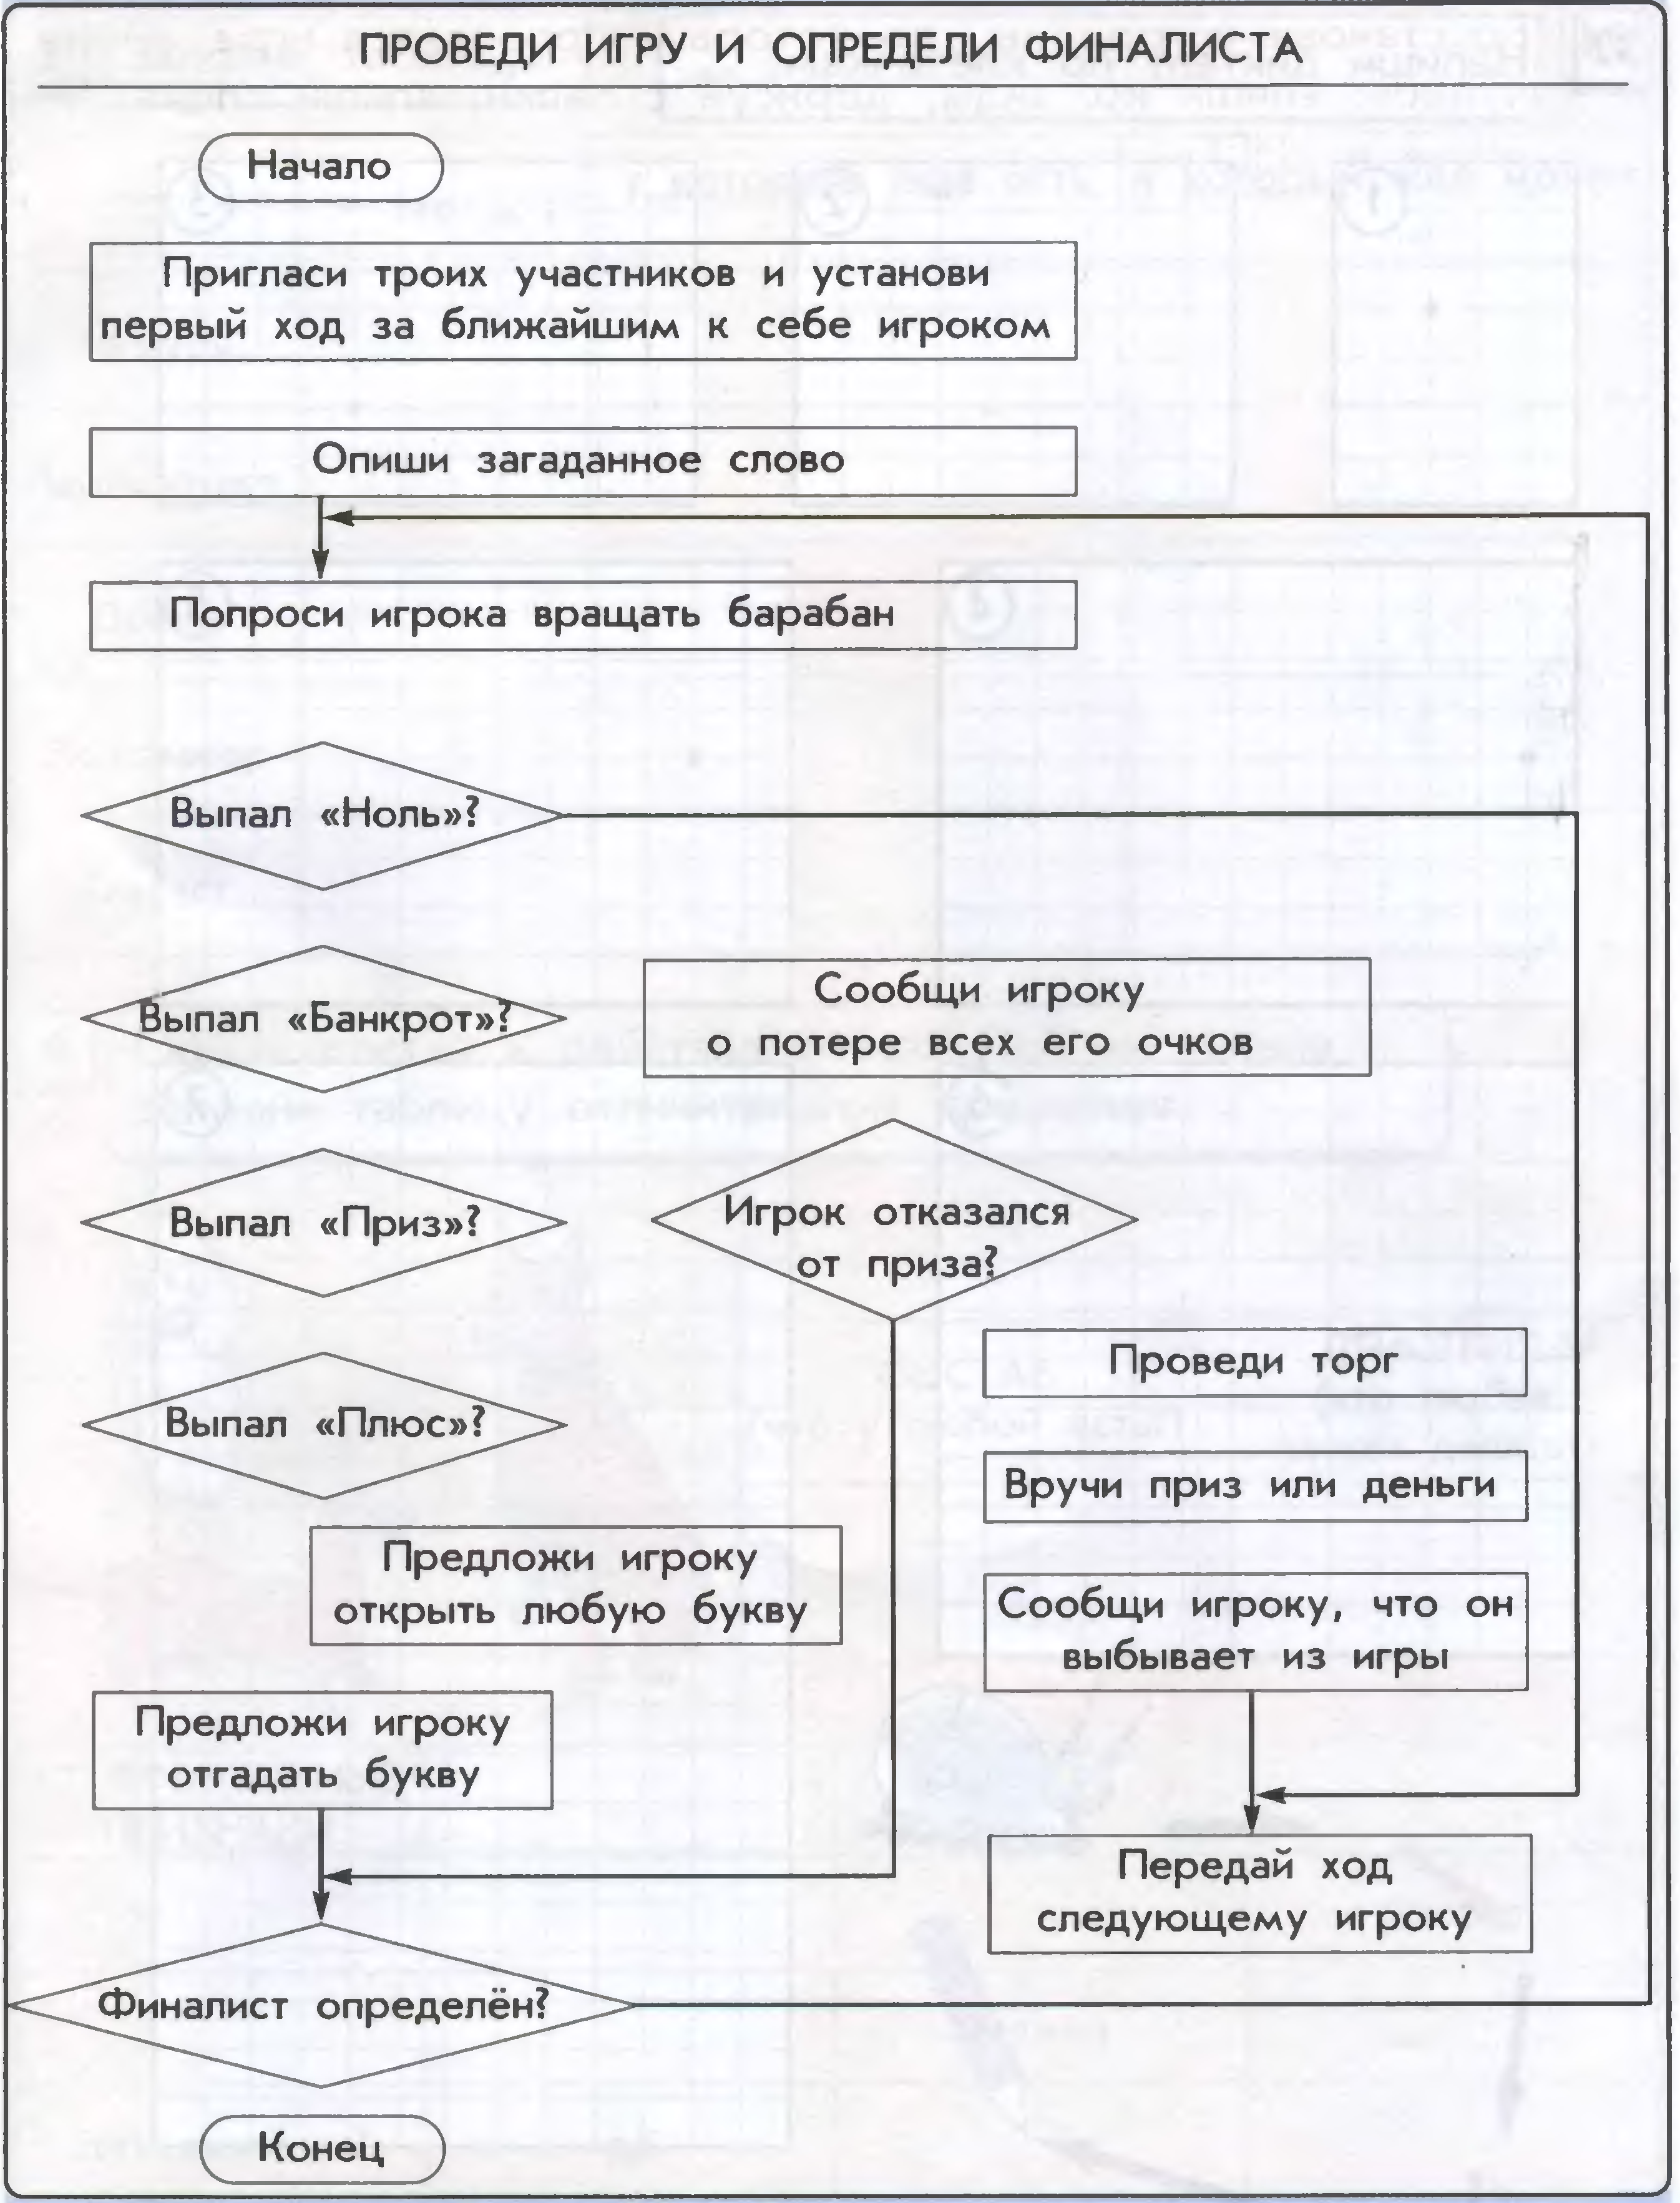 ПРОВЕДИ ИГРУ И ОПРЕДЕЛИ ФИНАЛИСТА
Начало
Пригласи троих участников и установи
первый ход за ближайшим к себе игроком
Опиши загаданное слово
Попроси игрока вращать барабан
Выпал «Ноль»?
Выпал «Банкрот»?
Сообщи игроку
о потере всех его очков
Выпал «Приз»?
Игрок отказался
от приза?
Проведи торг
Выпал «Плюс»?
Вручи приз или деньги
Предложи игроку
открыть любую букву
Сообщи игроку, что он
выбывает из игры
Предложи игроку
отгадать букву
Передай ход
следующему игроку
Финалист определён?
Конец